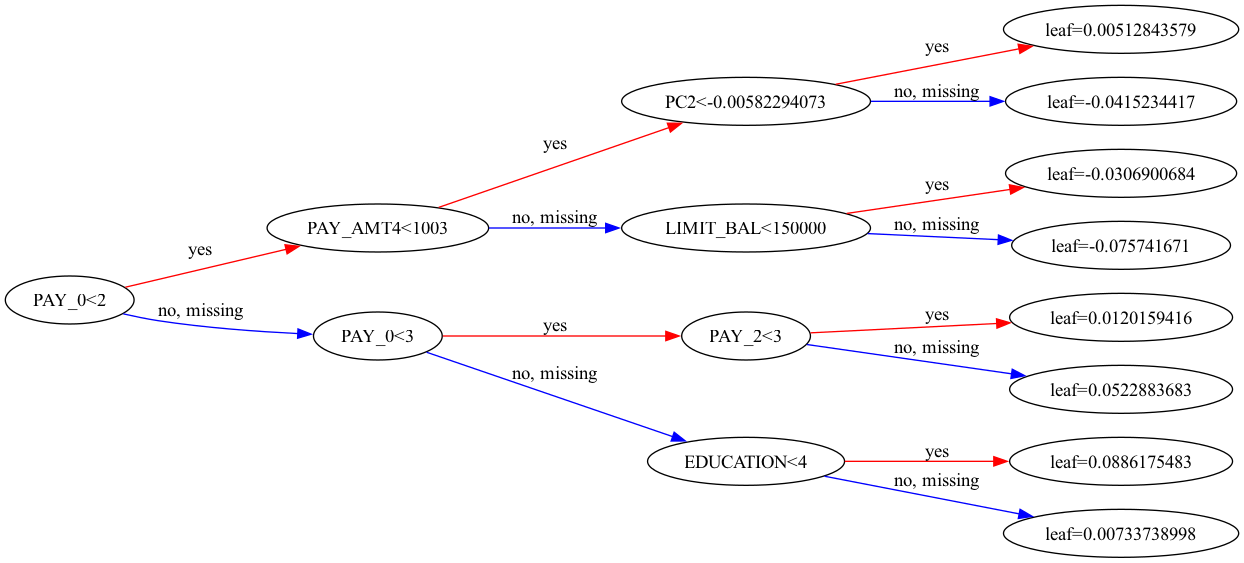 leaf=0.00512843579
yes
no, missing
PC2<-0.00582294073
leaf=-0.0415234417
yes
leaf=-0.0306900684
yes
no, missing
PAY_AMT4<1003
no, missing
LIMIT_BAL<150000
leaf=-0.075741671
yes
PAY_0<2
no, missing
yes
leaf=0.0120159416
PAY_0<3
yes
PAY_2<3
no, missing
no, missing
leaf=0.0522883683
yes
EDUCATION<4
leaf=0.0886175483
no, missing
leaf=0.00733738998